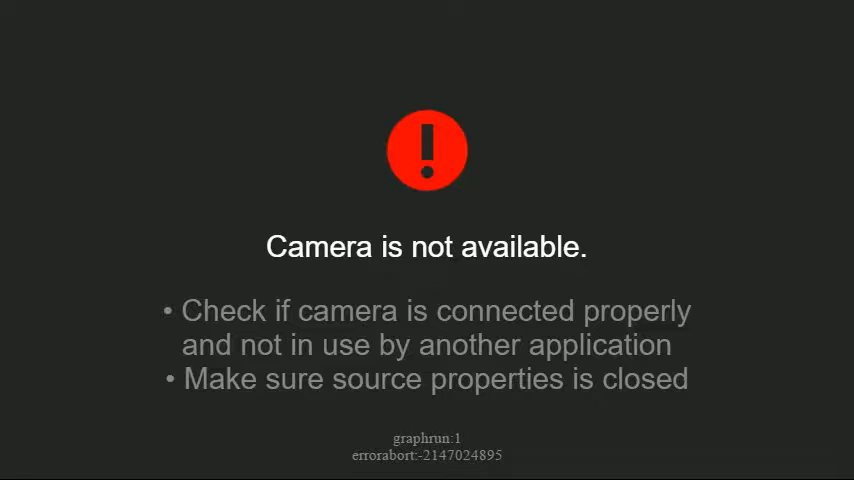 Camera is not available.
• Check if camera is connected properly
and not in use by another application
• Make sure source properties is closed
graphrun:1
errorabort:-2147024895